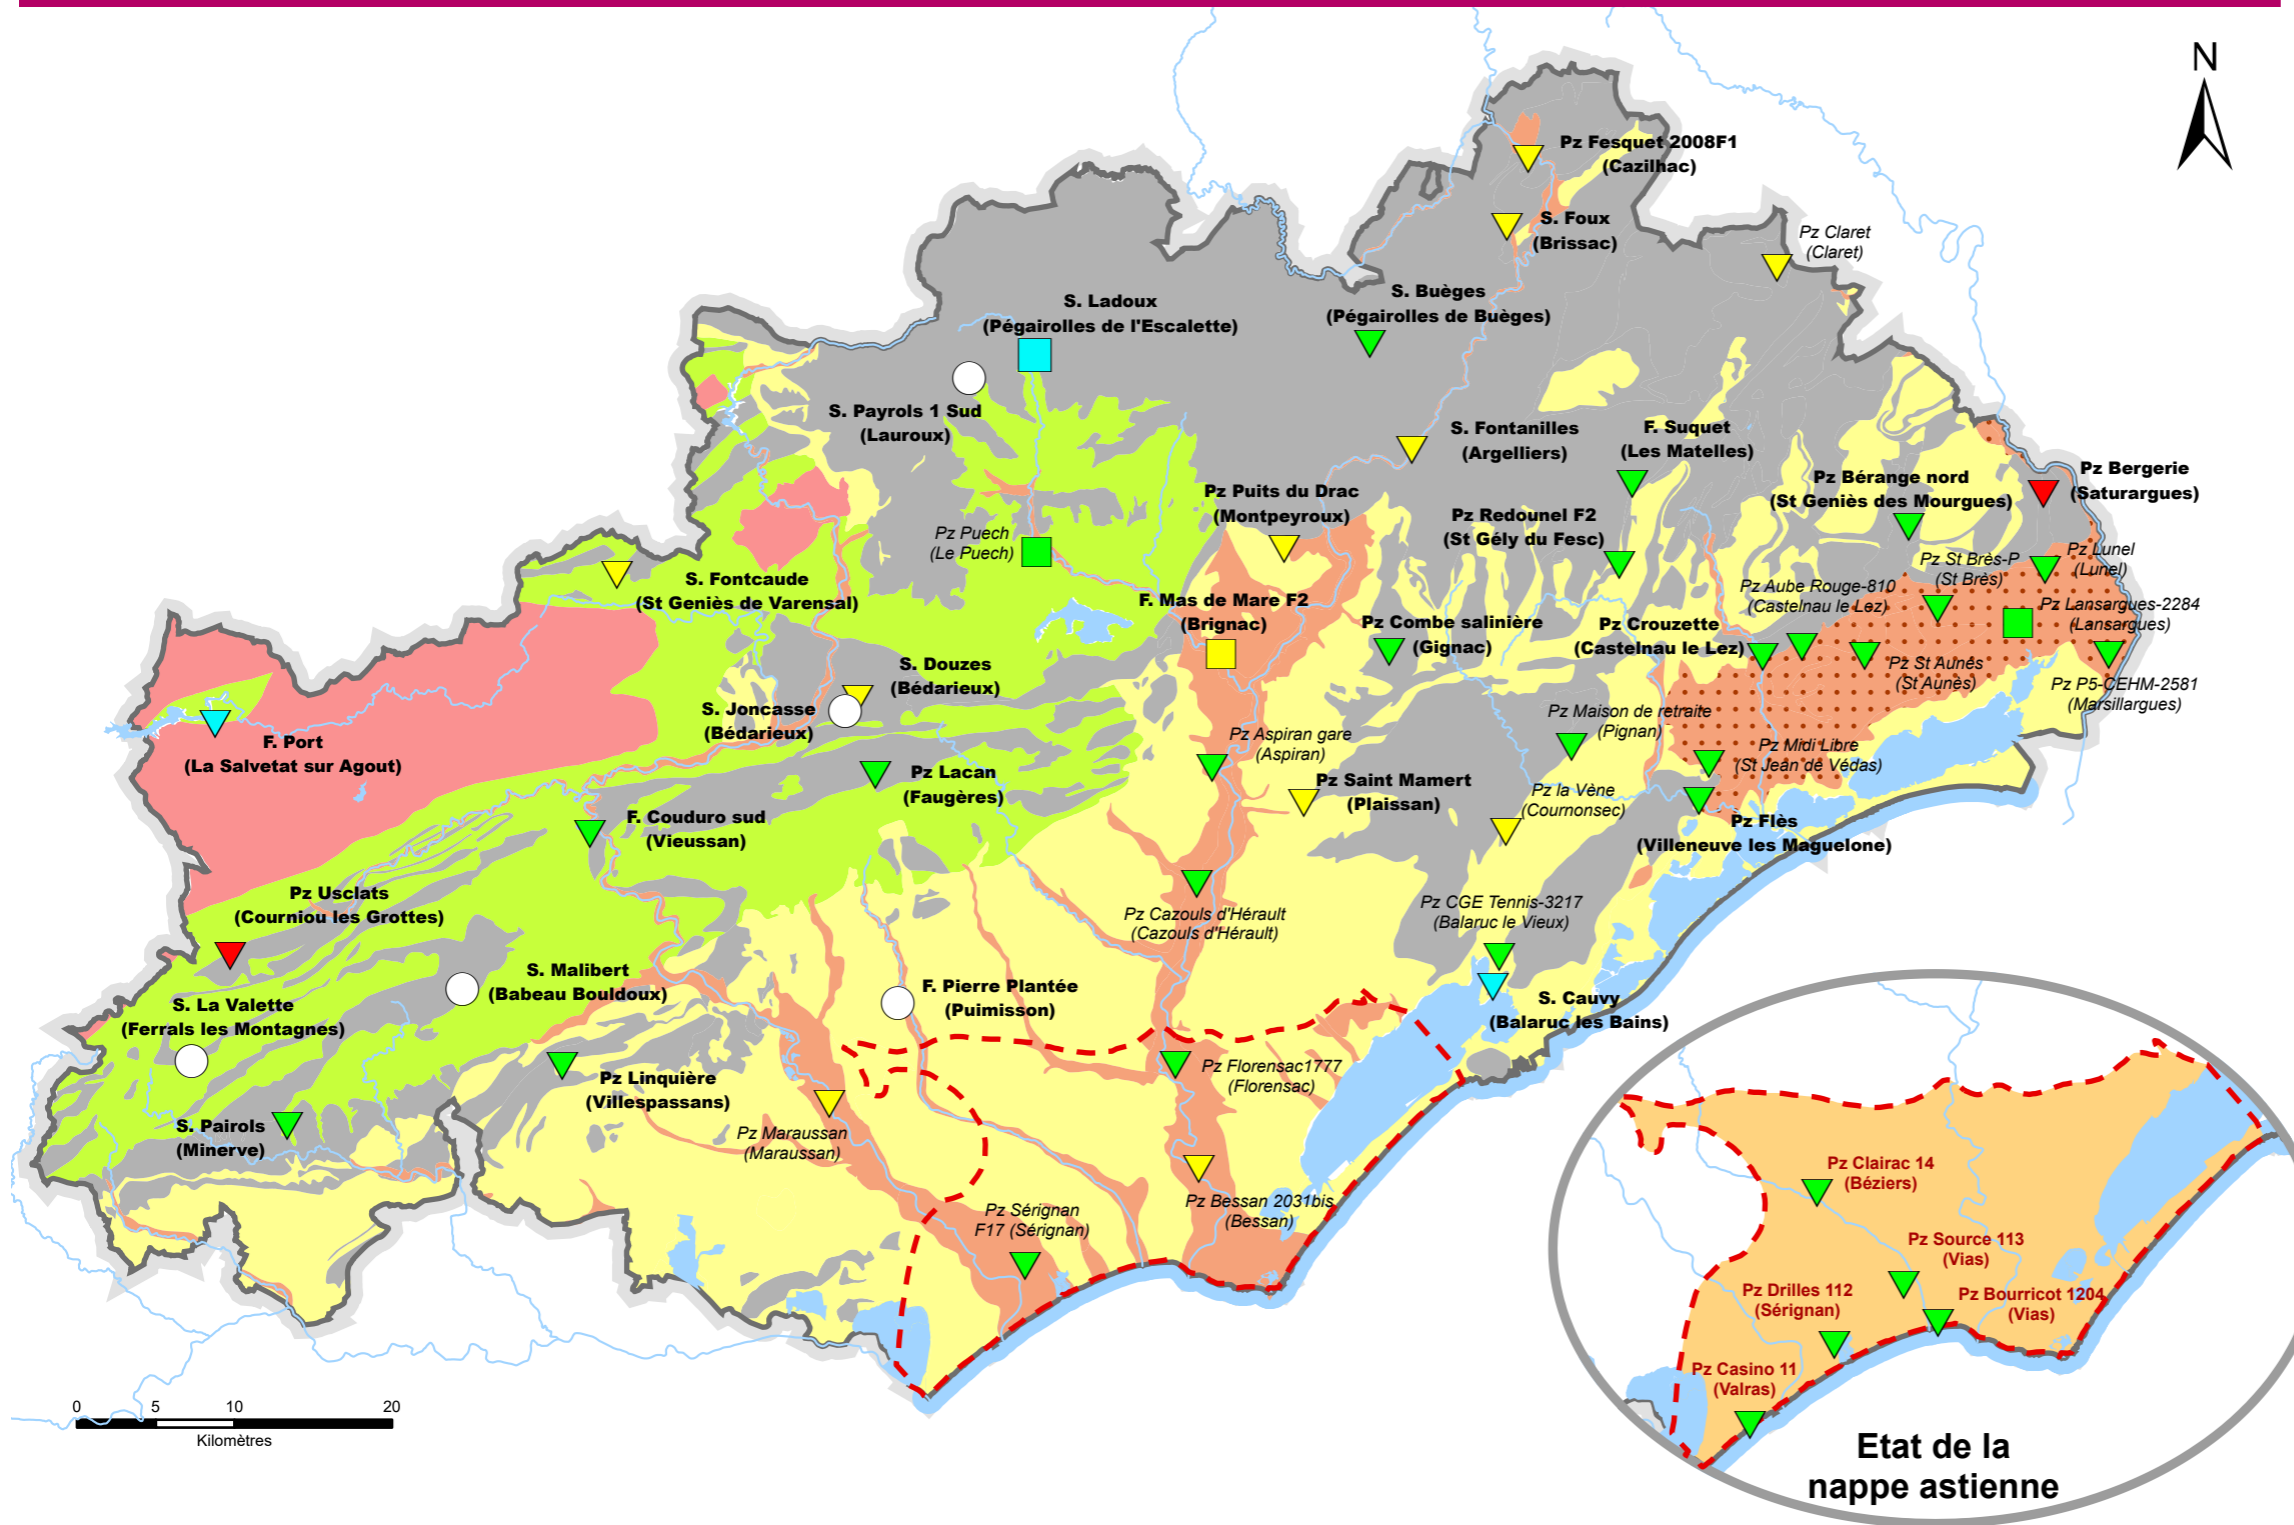 N
Pz Fesquet 2008F1
(Cazilhac)
S. Foux
(Brissac)
Pz Claret
(Claret)
S. Ladoux
(Pégairolles de l'Escalette)
S. Buèges
(Pégairolles de Buèges)
S. Payrols 1 Sud
(Lauroux)
S. Fontanilles
(Argelliers)
F. Suquet
(Les Matelles)
Pz Bérange nord
(St Geniès des Mourgues)
Pz Bergerie
(Saturargues)
Pz Puits du Drac
(Montpeyroux)
Pz Redounel F2
(St Gély du Fesc)
Pz Puech
(Le Puech)
Pz St Brès-P
(St Brès)
Pz Lunel
(Lunel)
S. Fontcaude
(St Geniès de Varensal)
Pz Aube Rouge-810
(Castelnau le Lez)
F. Mas de Mare F2
(Brignac)
Pz Combe salinière
(Gignac)
Pz Crouzette
(Castelnau le Lez)
Pz Lansargues-2284
(Lansargues)
S. Douzes
(Bédarieux)
Pz St Aunés
(St Aunès)
Pz P5-CEHM-2581
(Marsillargues)
S. Joncasse
(Bédarieux)
Pz Maison de retraite
(Pignan)
F. Port
(La Salvetat sur Agout)
Pz Aspiran gare
(Aspiran)
Pz Midi Libre
(St Jean de Védas)
Pz Lacan
(Faugères)
Pz Saint Mamert
(Plaissan)
Pz la Vène
(Cournonsec)
F. Couduro sud
(Vieussan)
Pz Flès
(Villeneuve les Maguelone)
Pz Usclats
(Courniou les Grottes)
Pz Cazouls d'Hérault
(Cazouls d'Hérault)
Pz CGE Tennis-3217
(Balaruc le Vieux)
S. Malibert
(Babeau Bouldoux)
F. Pierre Plantée
(Puimisson)
S. La Valette
(Ferrals les Montagnes)
S. Cauvy
(Balaruc les Bains)
Pz Linquière
(Villespassans)
Pz Florensac1777
(Florensac)
S. Pairols
(Minerve)
Pz Maraussan
(Maraussan)
Pz Bessan 2031bis
(Bessan)
Pz Sérignan
F17 (Sérignan)
Pz Clairac 14
(Béziers)
Pz Source 113
(Vias)
Pz Drilles 112
(Sérignan)
Pz Bourricot 1204
(Vias)
Pz Casino 11
(Valras)
0 5 10 20
Kilomètres
Etat de la
nappe astienne